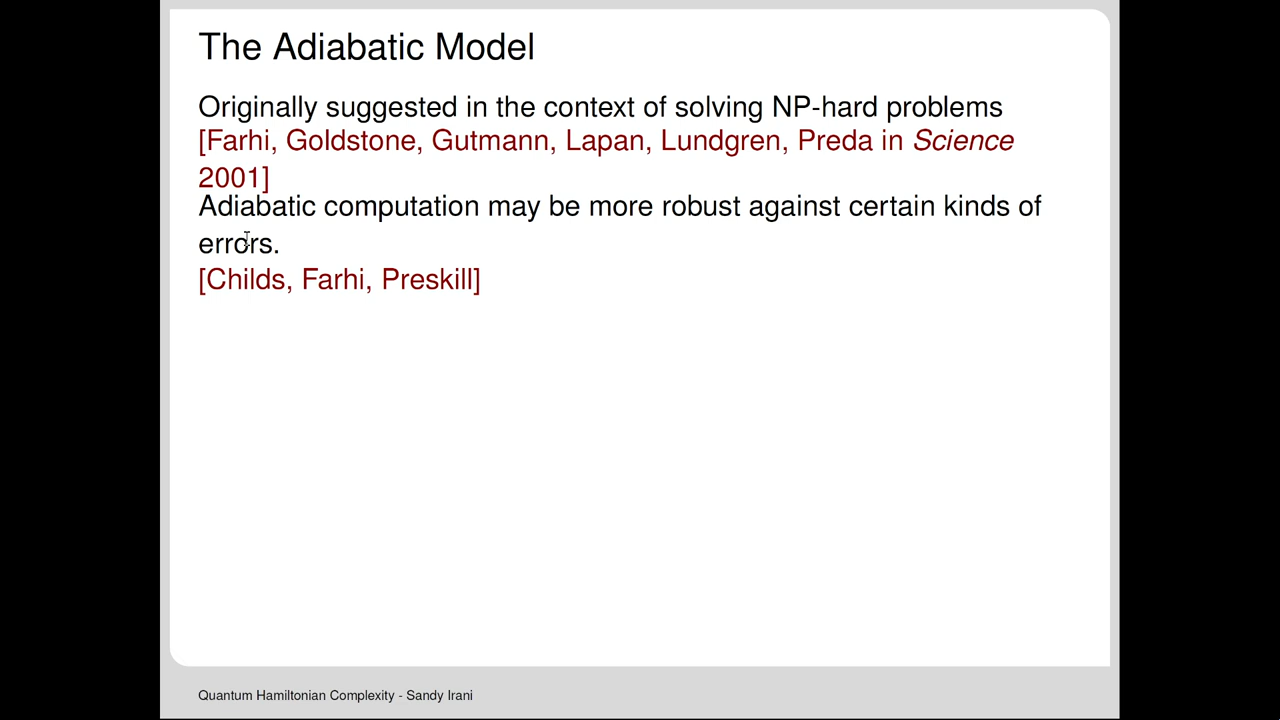 The Adiabatic Model
Originally suggested in the context of solving NP-hard problems
[Farhi, Goldstone, Gutmann, Lapan, Lundgren, Preda in Science
2001]
Adiabatic computation may be more robust against certain kinds of
errors.
[Childs, Farhi, Preskill]
Quantum Hamiltonian Complexity - Sandy Irani